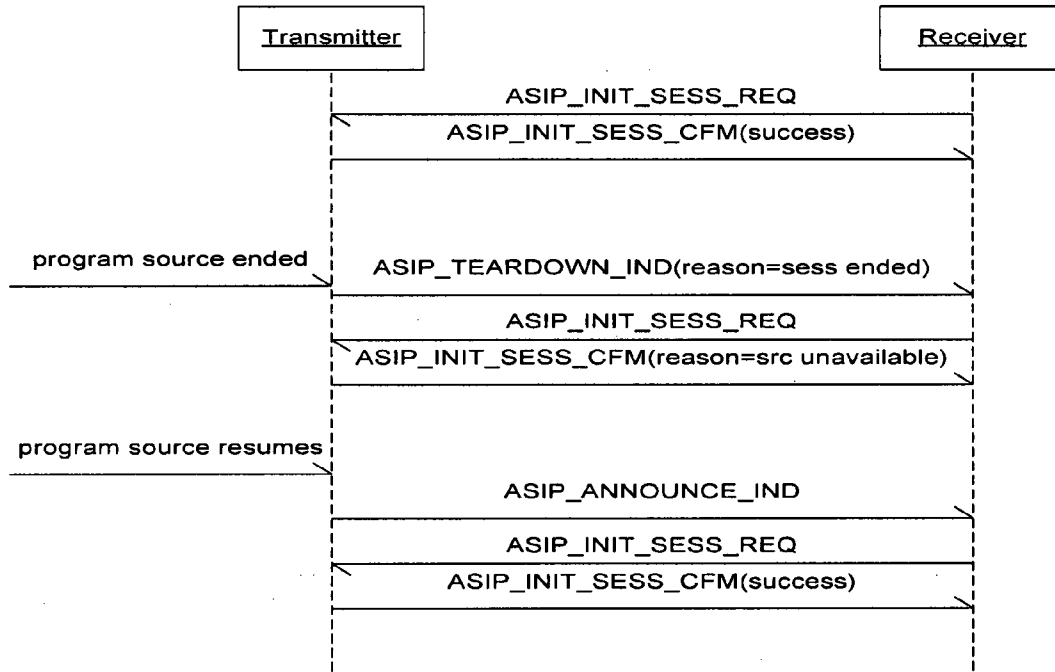 Transmitter
Receiver
ASIP_INIT_SESS_REQ
ASIP_INIT_SESS_CFM(success)
program source ended
ASIP_TEARDOWN_IND(reason=sess ended)
ASIP_INIT_SESS_REQ
ASIP_INIT_SESS_CFM(reason=src unavailable)
program source resumes
ASIP_ANNOUNCE_IND
ASIP_INIT_SESS_REQ
ASIP_INIT_SESS_CFM(success)